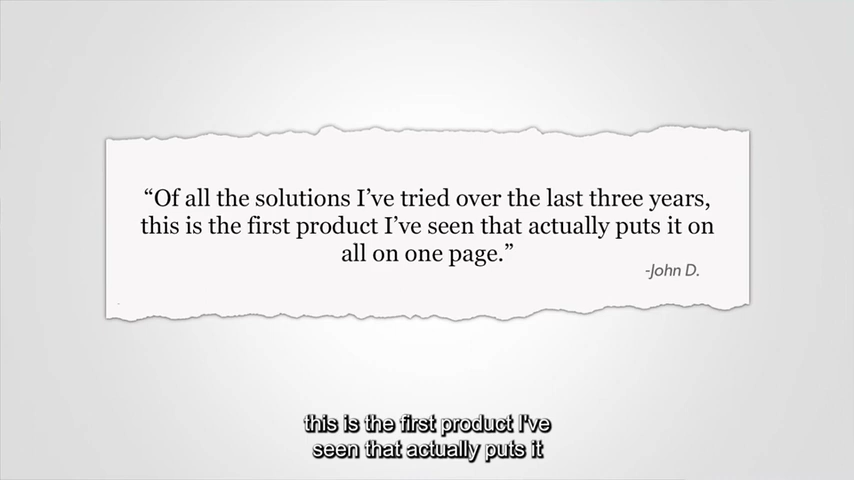 “Of all the solutions I’ve tried over the last three years,
this is the first product I’ve seen that actually puts it on
all on one page.”
-John D.
this is the first product I've
seen that actually puts it